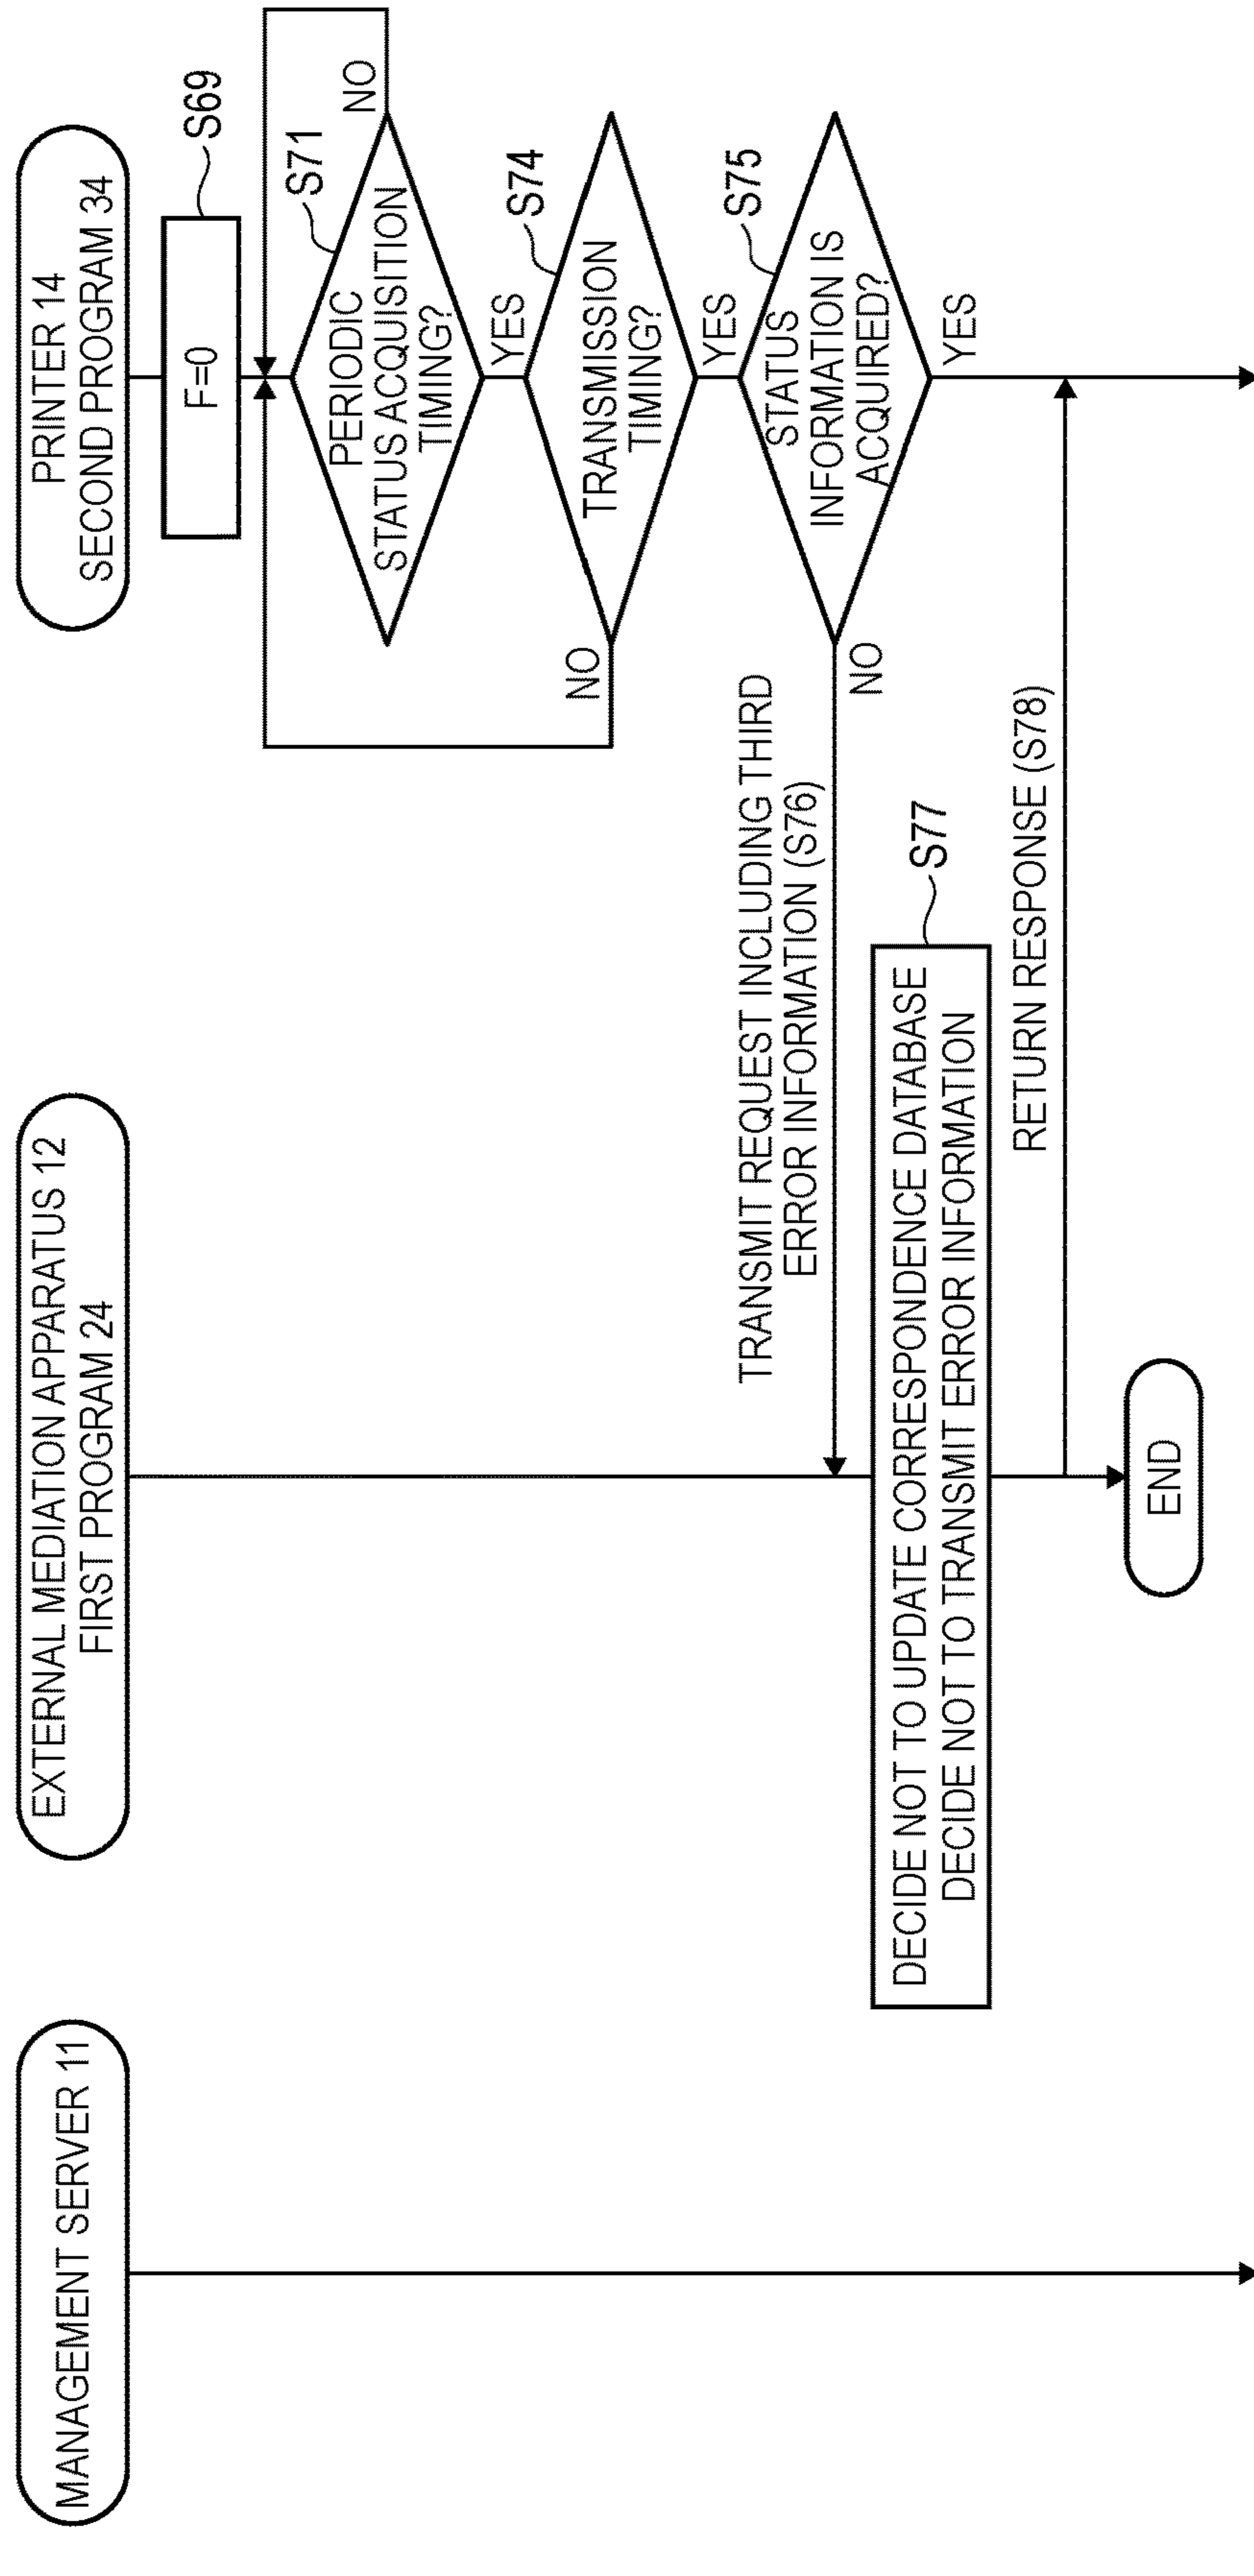 MANAGEMENT SERVER 11
EXTERNAL MEDIATION APPARATUS 12
FIRST PROGRAM 24
PRINTER 14
SECOND PROGRAM 34
F=0
S69
PERIODIC
STATUS ACQUISITION
TIMING?
S71
NO
YES
TRANSMISSION
TIMING?
S74
NO
YES
STATUS
INFORMATION IS
ACQUIRED?
S75
NO
YES
TRANSMIT REQUEST INCLUDING THIRD
ERROR INFORMATION (S76)
DECIDE NOT TO UPDATE CORRESPONDENCE DATABASE
DECIDE NOT TO TRANSMIT ERROR INFORMATION
S77
RETURN RESPONSE (S78)
END